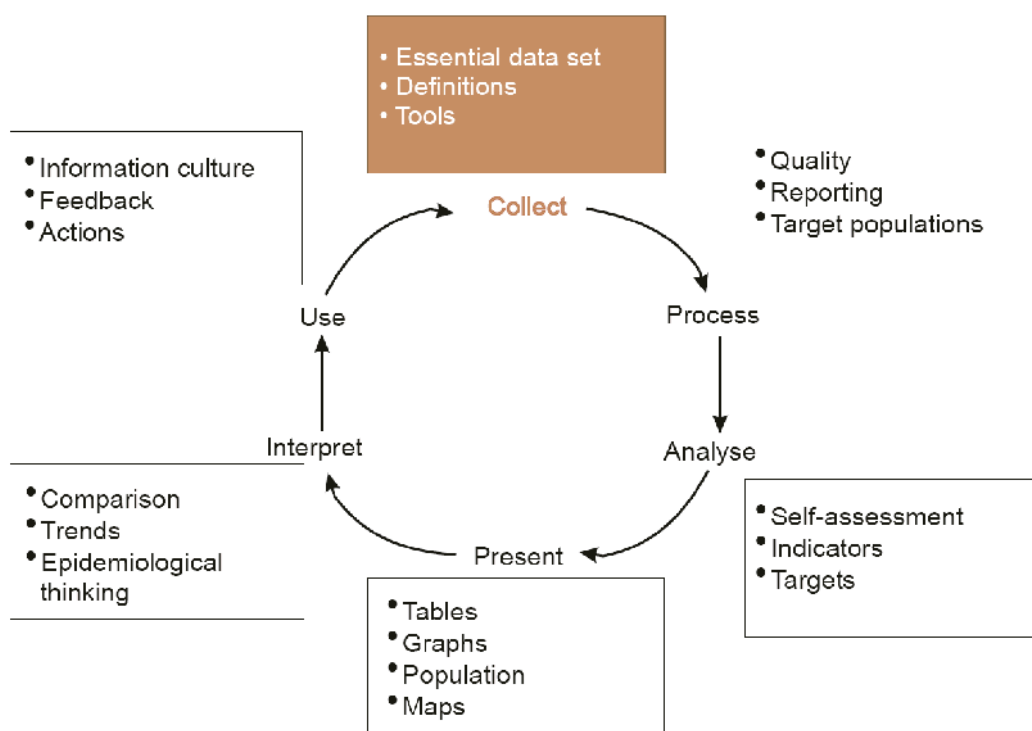 • Essential data set
• Definitions
• Tools
Collect
• Quality
• Reporting
• Target populations
Process
Analyse
• Self-assessment
• Indicators
• Targets
Present
• Tables
• Graphs
• Population
• Maps
Interpret
• Comparison
• Trends
• Epidemiological
thinking
Use
• Information culture
• Feedback
• Actions